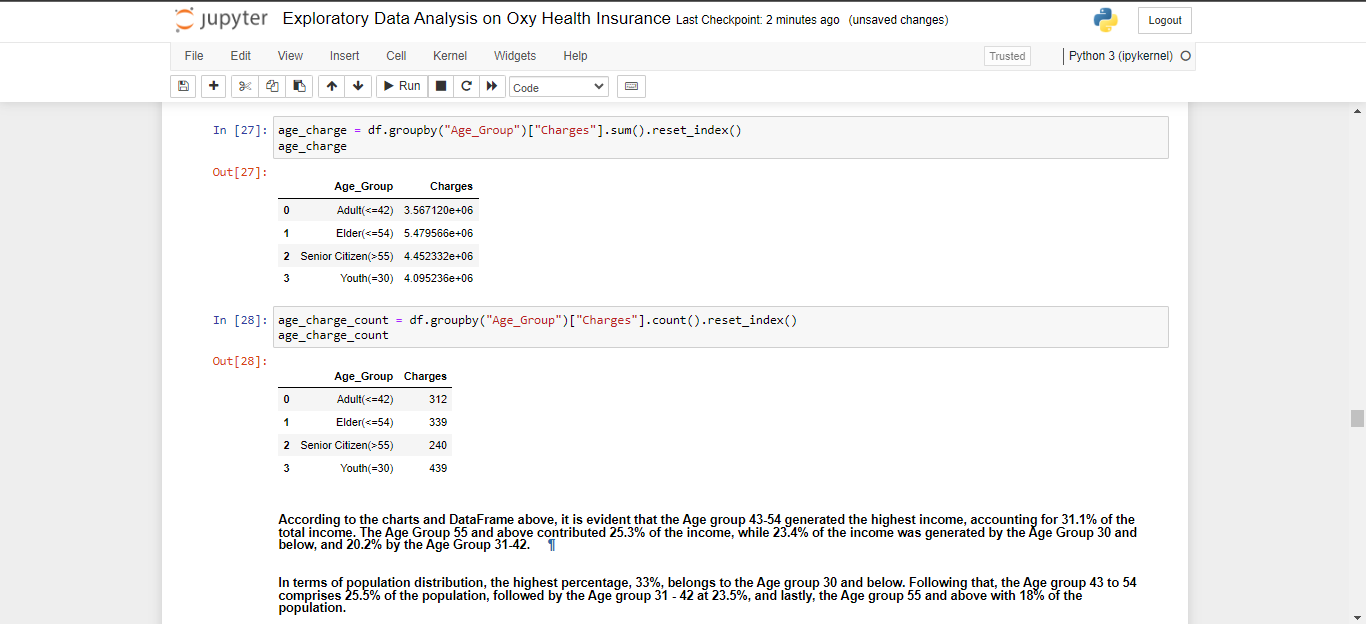 jupyter Exploratory Data Analysis on Oxy Health Insurance Last Checkpoint: 2 minutes ago (unsaved changes) Logout
File Edit View Insert Cell Kernel Widgets Help Trusted Python 3 (ipykernel)
Run Code
In [27]: age_charge = df.groupby("Age_Group")["Charges"].sum().reset_index()
age_charge
Out[27]:
Age_Group Charges
0 Adult(<=42) 3.567120e+06
1 Elder(<=54) 5.479566e+06
2 Senior Citizen(>55) 4.452332e+06
3 Youth(=30) 4.095236e+06
In [28]: age_charge_count = df.groupby("Age_Group")["Charges"].count().reset_index()
age_charge_count
Out[28]:
Age_Group Charges
0 Adult(<=42) 312
1 Elder(<=54) 339
2 Senior Citizen(>55) 240
3 Youth(=30) 439
According to the charts and DataFrame above, it is evident that the Age group 43-54 generated the highest income, accounting for 31.1% of the
total income. The Age Group 55 and above contributed 25.3% of the income, while 23.4% of the income was generated by the Age Group 30 and
below, and 20.2% by the Age Group 31-42. ¶
In terms of population distribution, the highest percentage, 33%, belongs to the Age group 30 and below. Following that, the Age group 43 to 54
comprises 25.5% of the population, followed by the Age group 31 - 42 at 23.5%, and lastly, the Age group 55 and above with 18% of the
population.